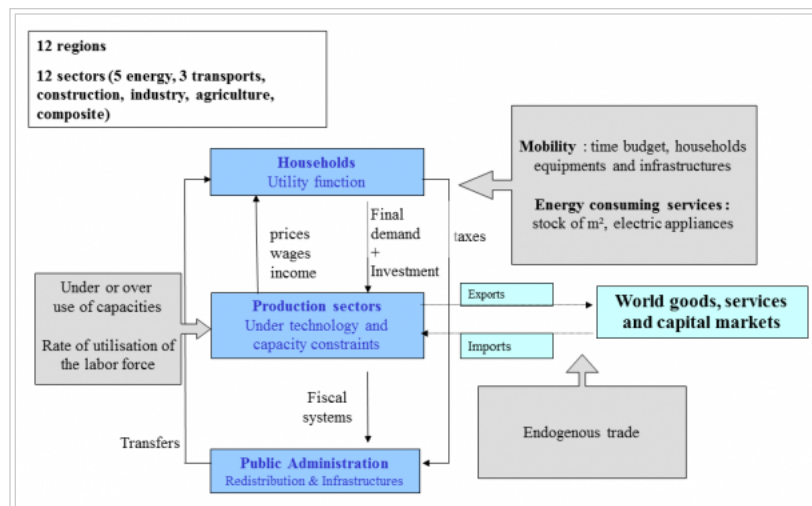 12 regions
12 sectors (5 energy, 3 transports,
construction, industry, agriculture,
composite)
Households
Utility function
Mobility : time budget, households
equipments and infrastructures
Energy consuming services :
stock of m², electric appliances
prices
wages
income
Final
demand
+
Investment
taxes
Under or over
use of capacities
Rate of utilisation of
the labor force
Production sectors
Under technology and
capacity constraints
Exports
Imports
World goods, services
and capital markets
Fiscal
systems
Endogenous trade
Transfers
Public Administration
Redistribution & Infrastructures